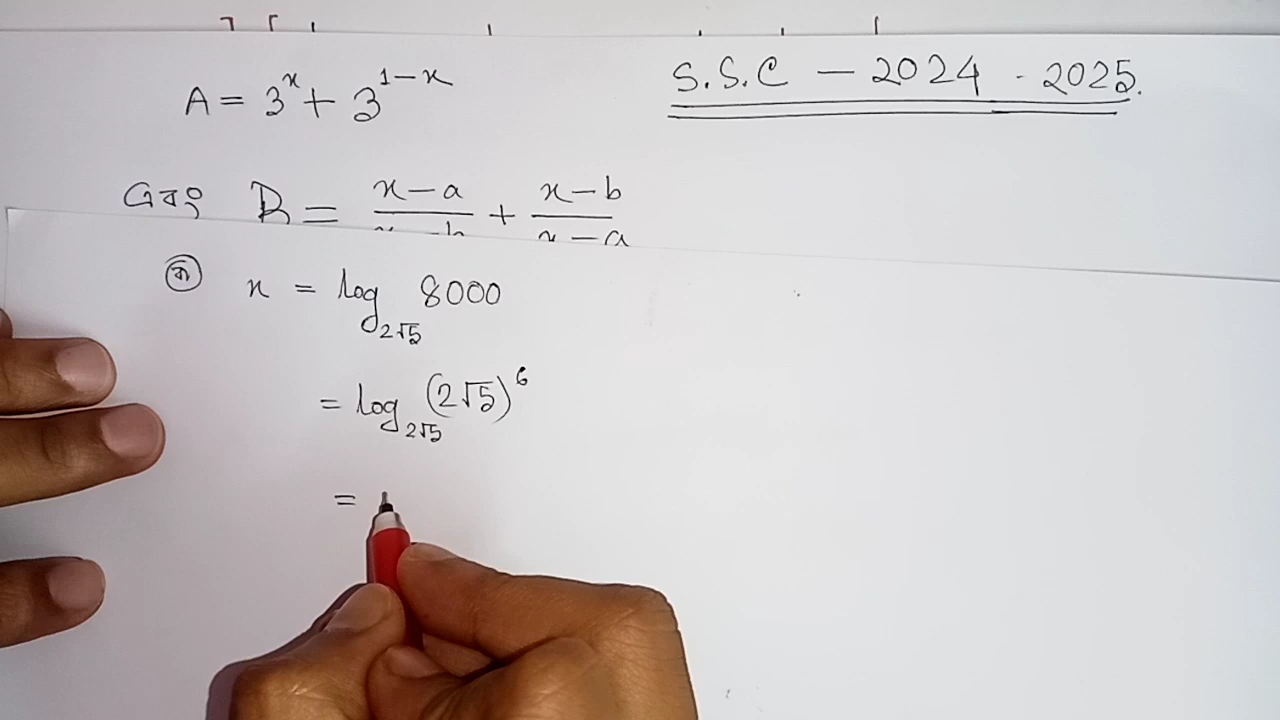 A = 3^x + 3^(1-x)
S.S.C — 2024 - 2025.
এবং B = (x-a)/(x-b) + (x-b)/(x-a)
ক x = log_(2√5) 8000
= log_(2√5) (2√5)^6
=